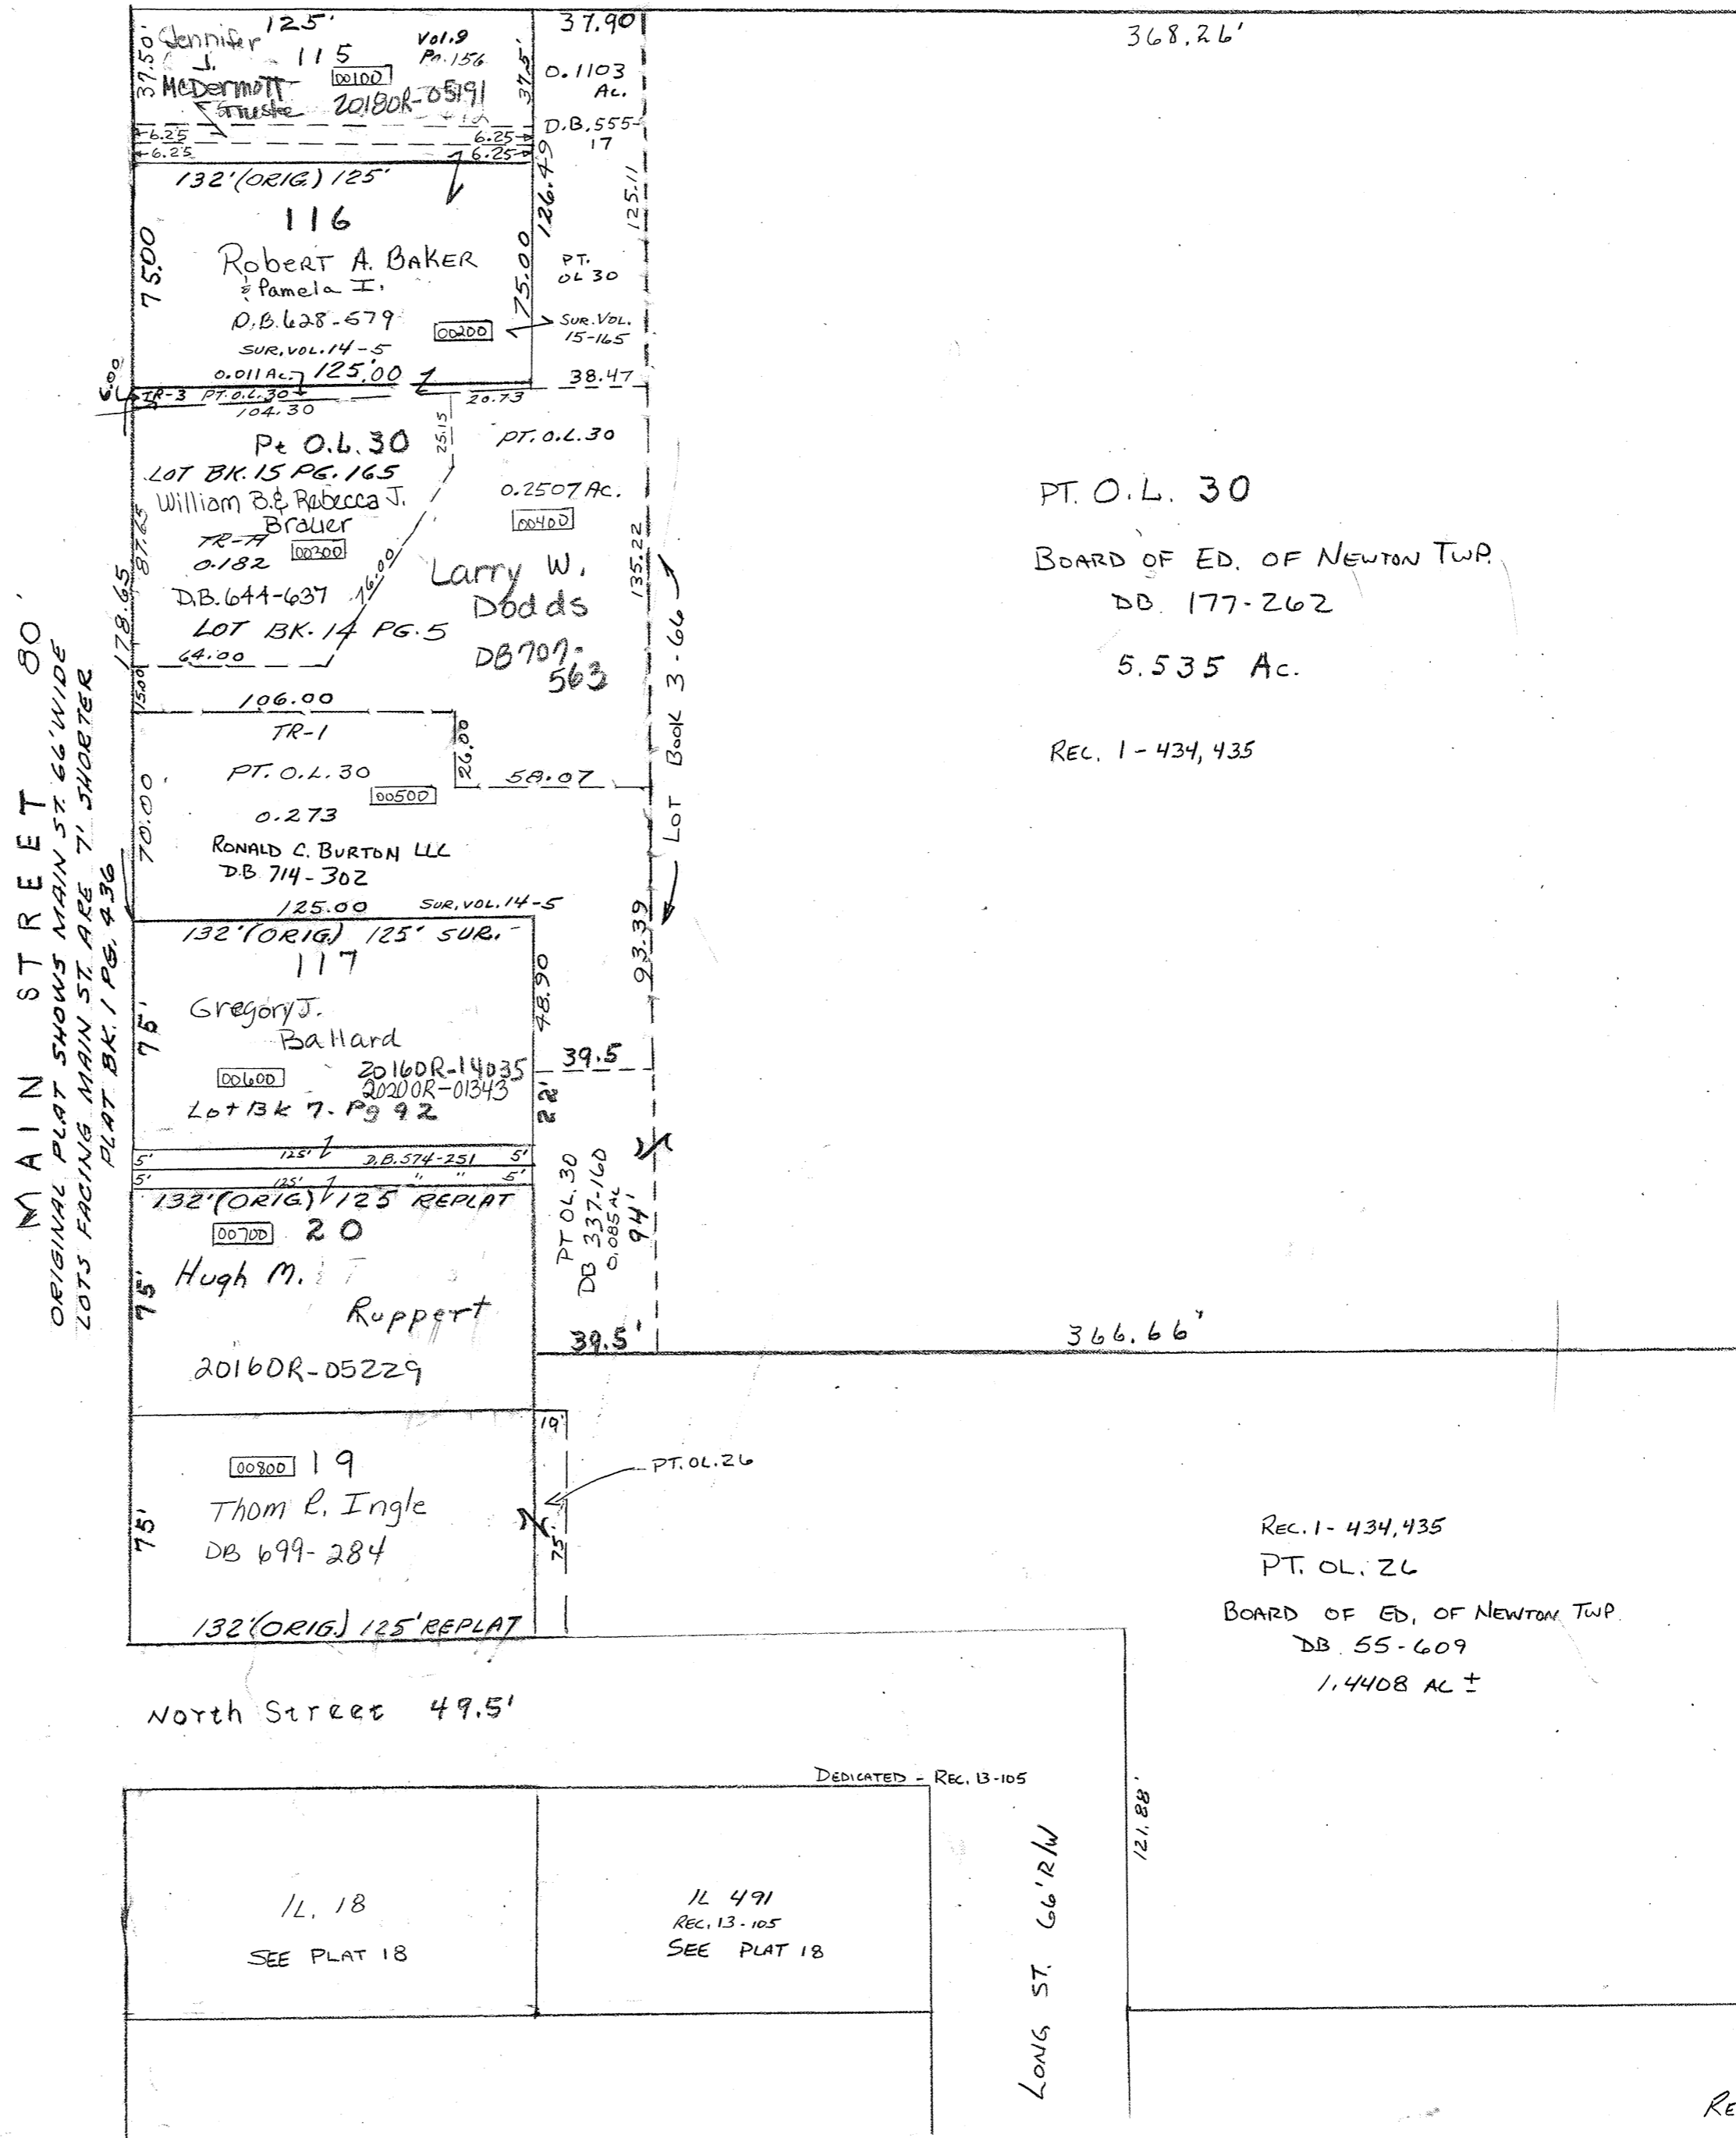 125'
37.50'
Jennifer
J.
McDermott
Trustee
115
Vol.9
Pg.156
00100
20180R-05191
37.5'
6.25
6.25
6.25
6.25
37.90
0.1103
Ac.
D.B.555-
17
126.49
125.11
368.26'
132'(ORIG.) 125'
116
75.00
Robert A. BAKER
& Pamela I.
D.B.628-579
00200
SUR.VOL.14-5
0.011 AC. 125.00
75.00
PT.
OL 30
SUR.VOL.
15-165
38.47
6.00
TR-3 PT.O.L.30
104.30
20.73
Pt O.L.30
LOT BK.15 PG.165
William B.& Rebecca J.
Brauer
TR-A
00300
0.182
D.B.644-637
LOT BK.14 PG.5
87.65
178.65
25.15
76.00
64.00
15.00
PT.O.L.30
0.2507 AC.
00400
Larry W.
Dodds
DB707-
563
135.22
Lot Book 3-66
106.00
TR-1
PT.O.L.30
00500
0.273
RONALD C. BURTON LLC
D.B. 714-302
125.00
SUR.VOL.14-5
70.00
26.00
58.07
93.39
MAIN STREET 80'
ORIGINAL PLAT SHOWS MAIN ST. 66' WIDE
LOTS FACING MAIN ST. ARE 7' SHORTER
PLAT BK.1 PG.436
132'(ORIG) 125' SUR.
117
Gregory J.
Ballard
20160R-14035
00600
20200R-01343
Lot Bk 7- Pg 92
75'
48.90
39.5
22'
5' 125' D.B.574-251 5'
5' 125' " " 5'
132'(ORIG) 125 REPLAT
00700 20
Hugh M.
Ruppert
20160R-05229
75'
PT OL.30
DB 337-160
0.085 AC
94'
39.5'
366.66'
19'
00800 19
Thom R. Ingle
DB 699-284
75'
75'
PT.OL.26
132'(ORIG.) 125' REPLAT
PT. O.L. 30
BOARD OF ED. OF NEWTON TWP.
DB. 177-262
5.535 Ac.
REC. 1-434,435
REC. 1-434,435
PT. OL. 26
BOARD OF ED. OF NEWTON TWP.
DB. 55-609
1.4408 AC ±
North Street 49.5'
DEDICATED - REC. 13-105
121.88'
IL. 18
SEE PLAT 18
IL 491
REC. 13-105
SEE PLAT 18
LONG ST. 66' R/W
RE